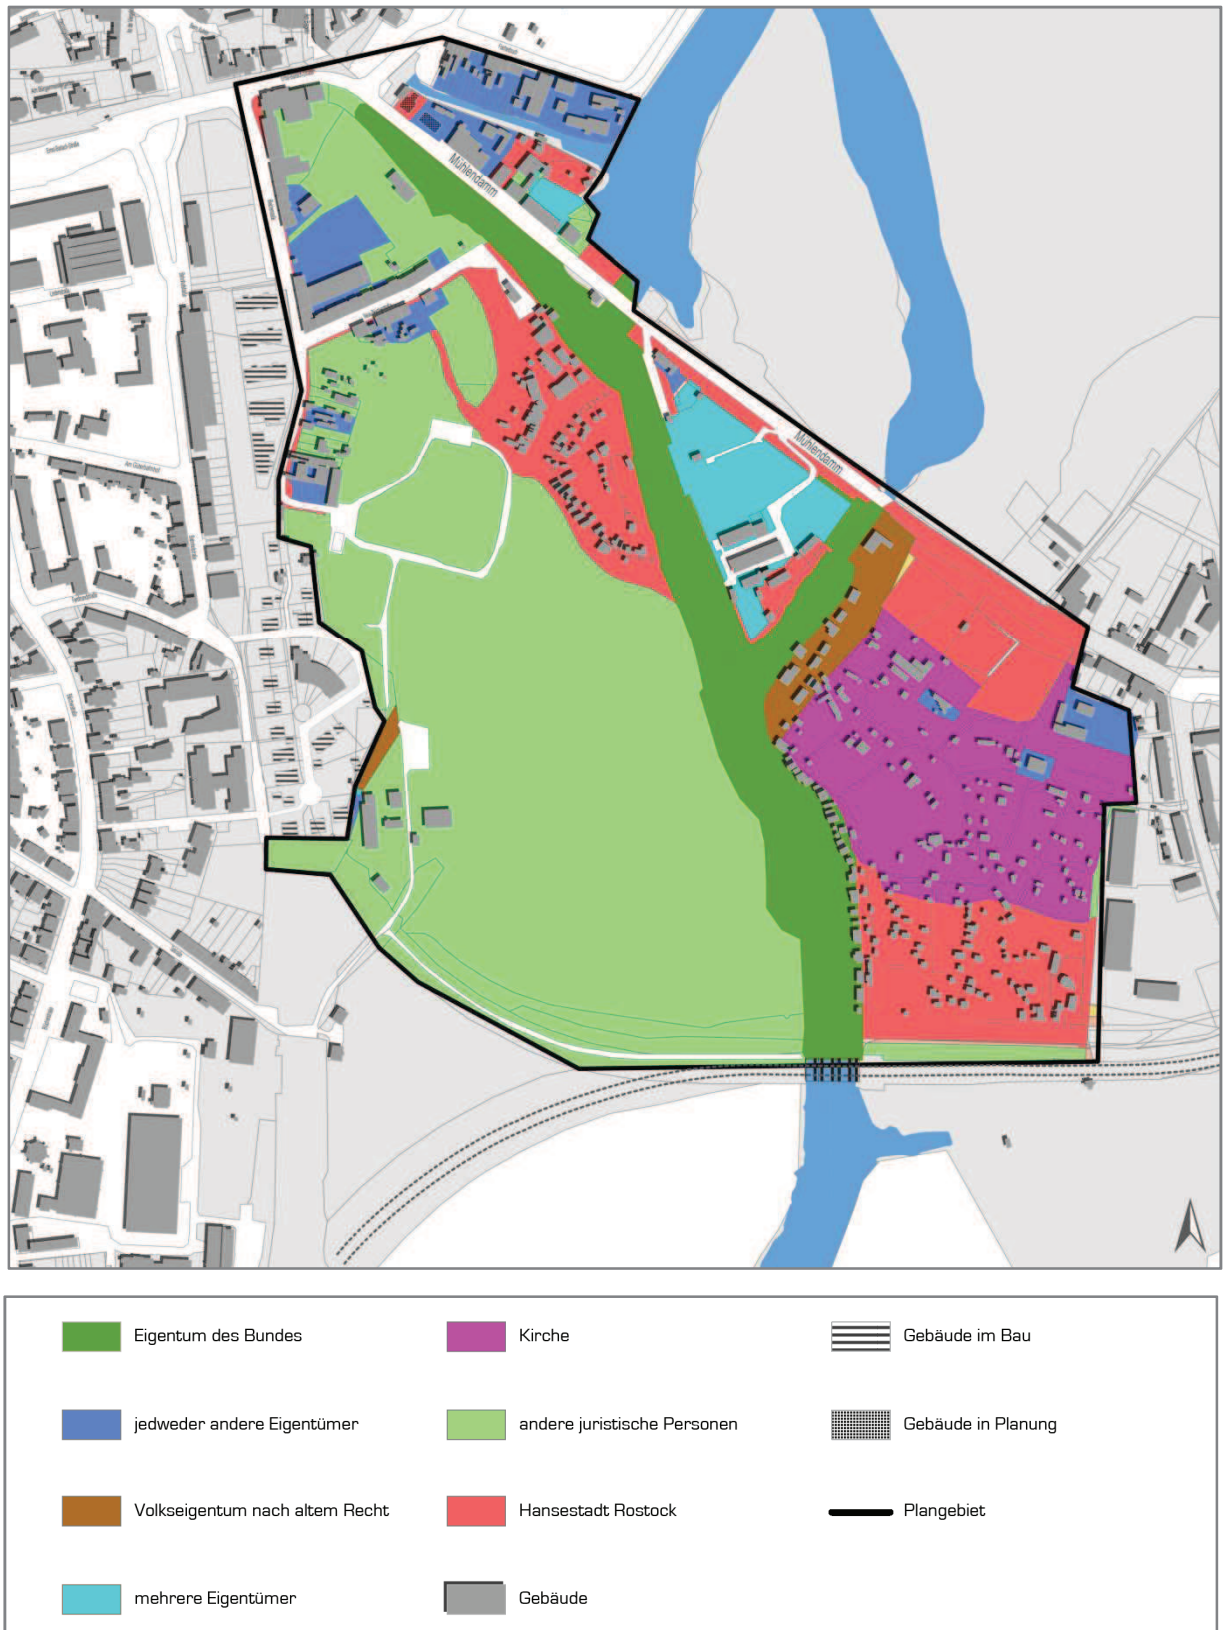 Mühlendamm
Mühlendamm
Eigentum des Bundes
Kirche
Gebäude im Bau
jedweder andere Eigentümer
andere juristische Personen
Gebäude in Planung
Volkseigentum nach altem Recht
Hansestadt Rostock
Plangebiet
mehrere Eigentümer
Gebäude